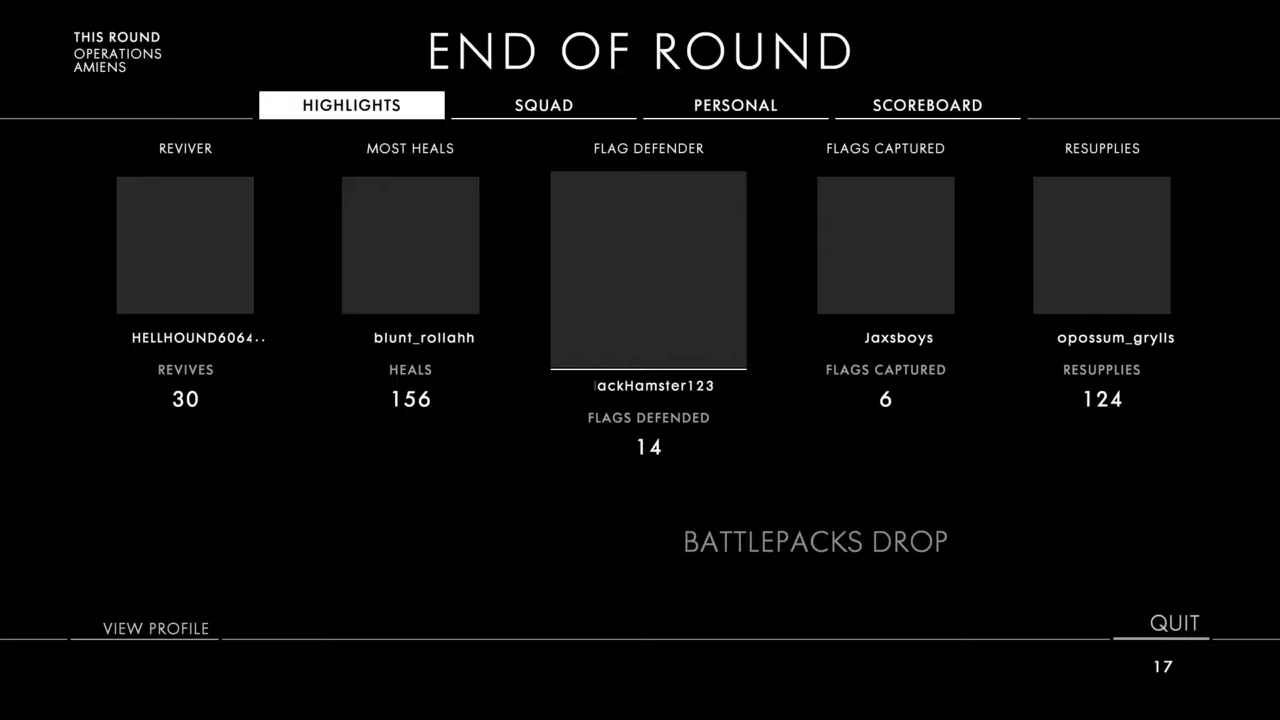 THIS ROUND
OPERATIONS
AMIENS
END OF ROUND
HIGHLIGHTS SQUAD PERSONAL SCOREBOARD
REVIVER MOST HEALS FLAG DEFENDER FLAGS CAPTURED RESUPPLIES
HELLHOUND6064.. blunt_rollahh Jaxsboys opossum_grylls
ackHamster123
REVIVES HEALS FLAGS CAPTURED RESUPPLIES
30 156 6 124
FLAGS DEFENDED
14
BATTLEPACKS DROP
VIEW PROFILE QUIT
17